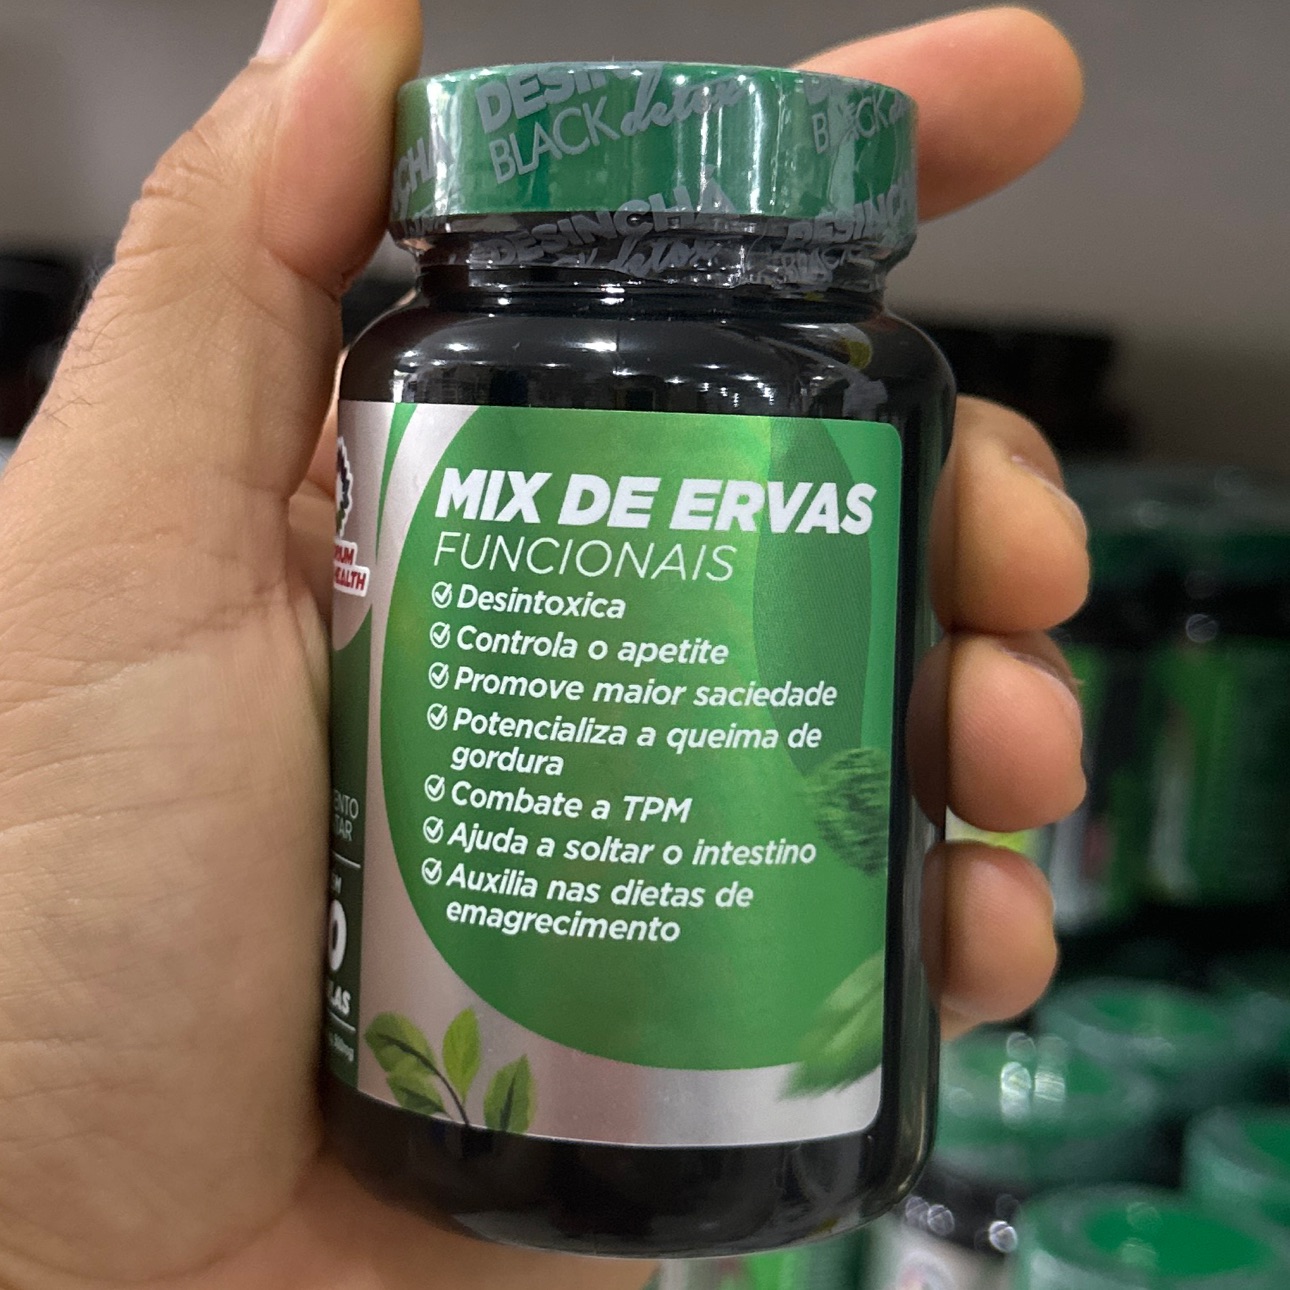 BLACK detox
DESINCHA
MIX DE ERVAS
FUNCIONAIS
Desintoxica
Controla o apetite
Promove maior saciedade
Potencializa a queima de
gordura
Combate a TPM
Ajuda a soltar o intestino
Auxilia nas dietas de
emagrecimento